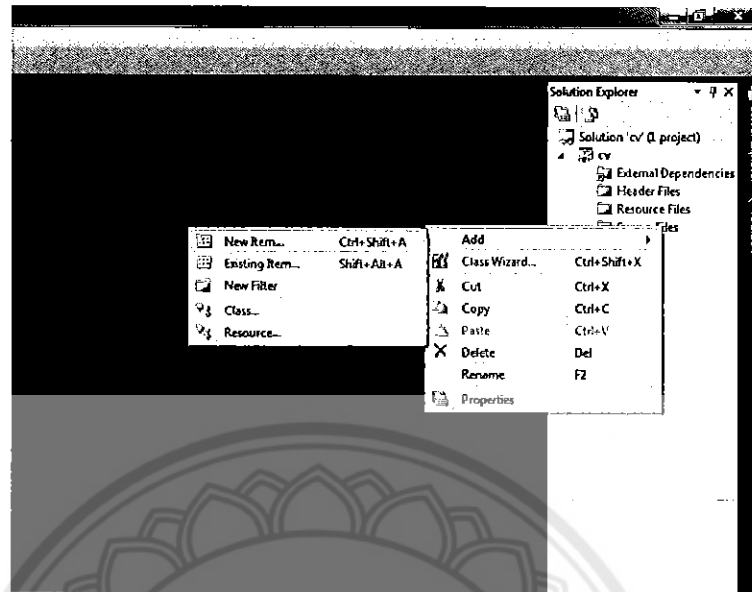 Solution Explorer
Solution 'cv' (1 project)
cv
External Dependencies
Header Files
Resource Files
New Item... Ctrl+Shift+A
Existing Item... Shift+Alt+A
New Filter
Class...
Resource...
Add
Class Wizard... Ctrl+Shift+X
Cut Ctrl+X
Copy Ctrl+C
Paste Ctrl+V
Delete Del
Rename F2
Properties